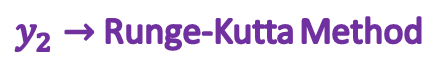 y₂ → Runge-Kutta Method